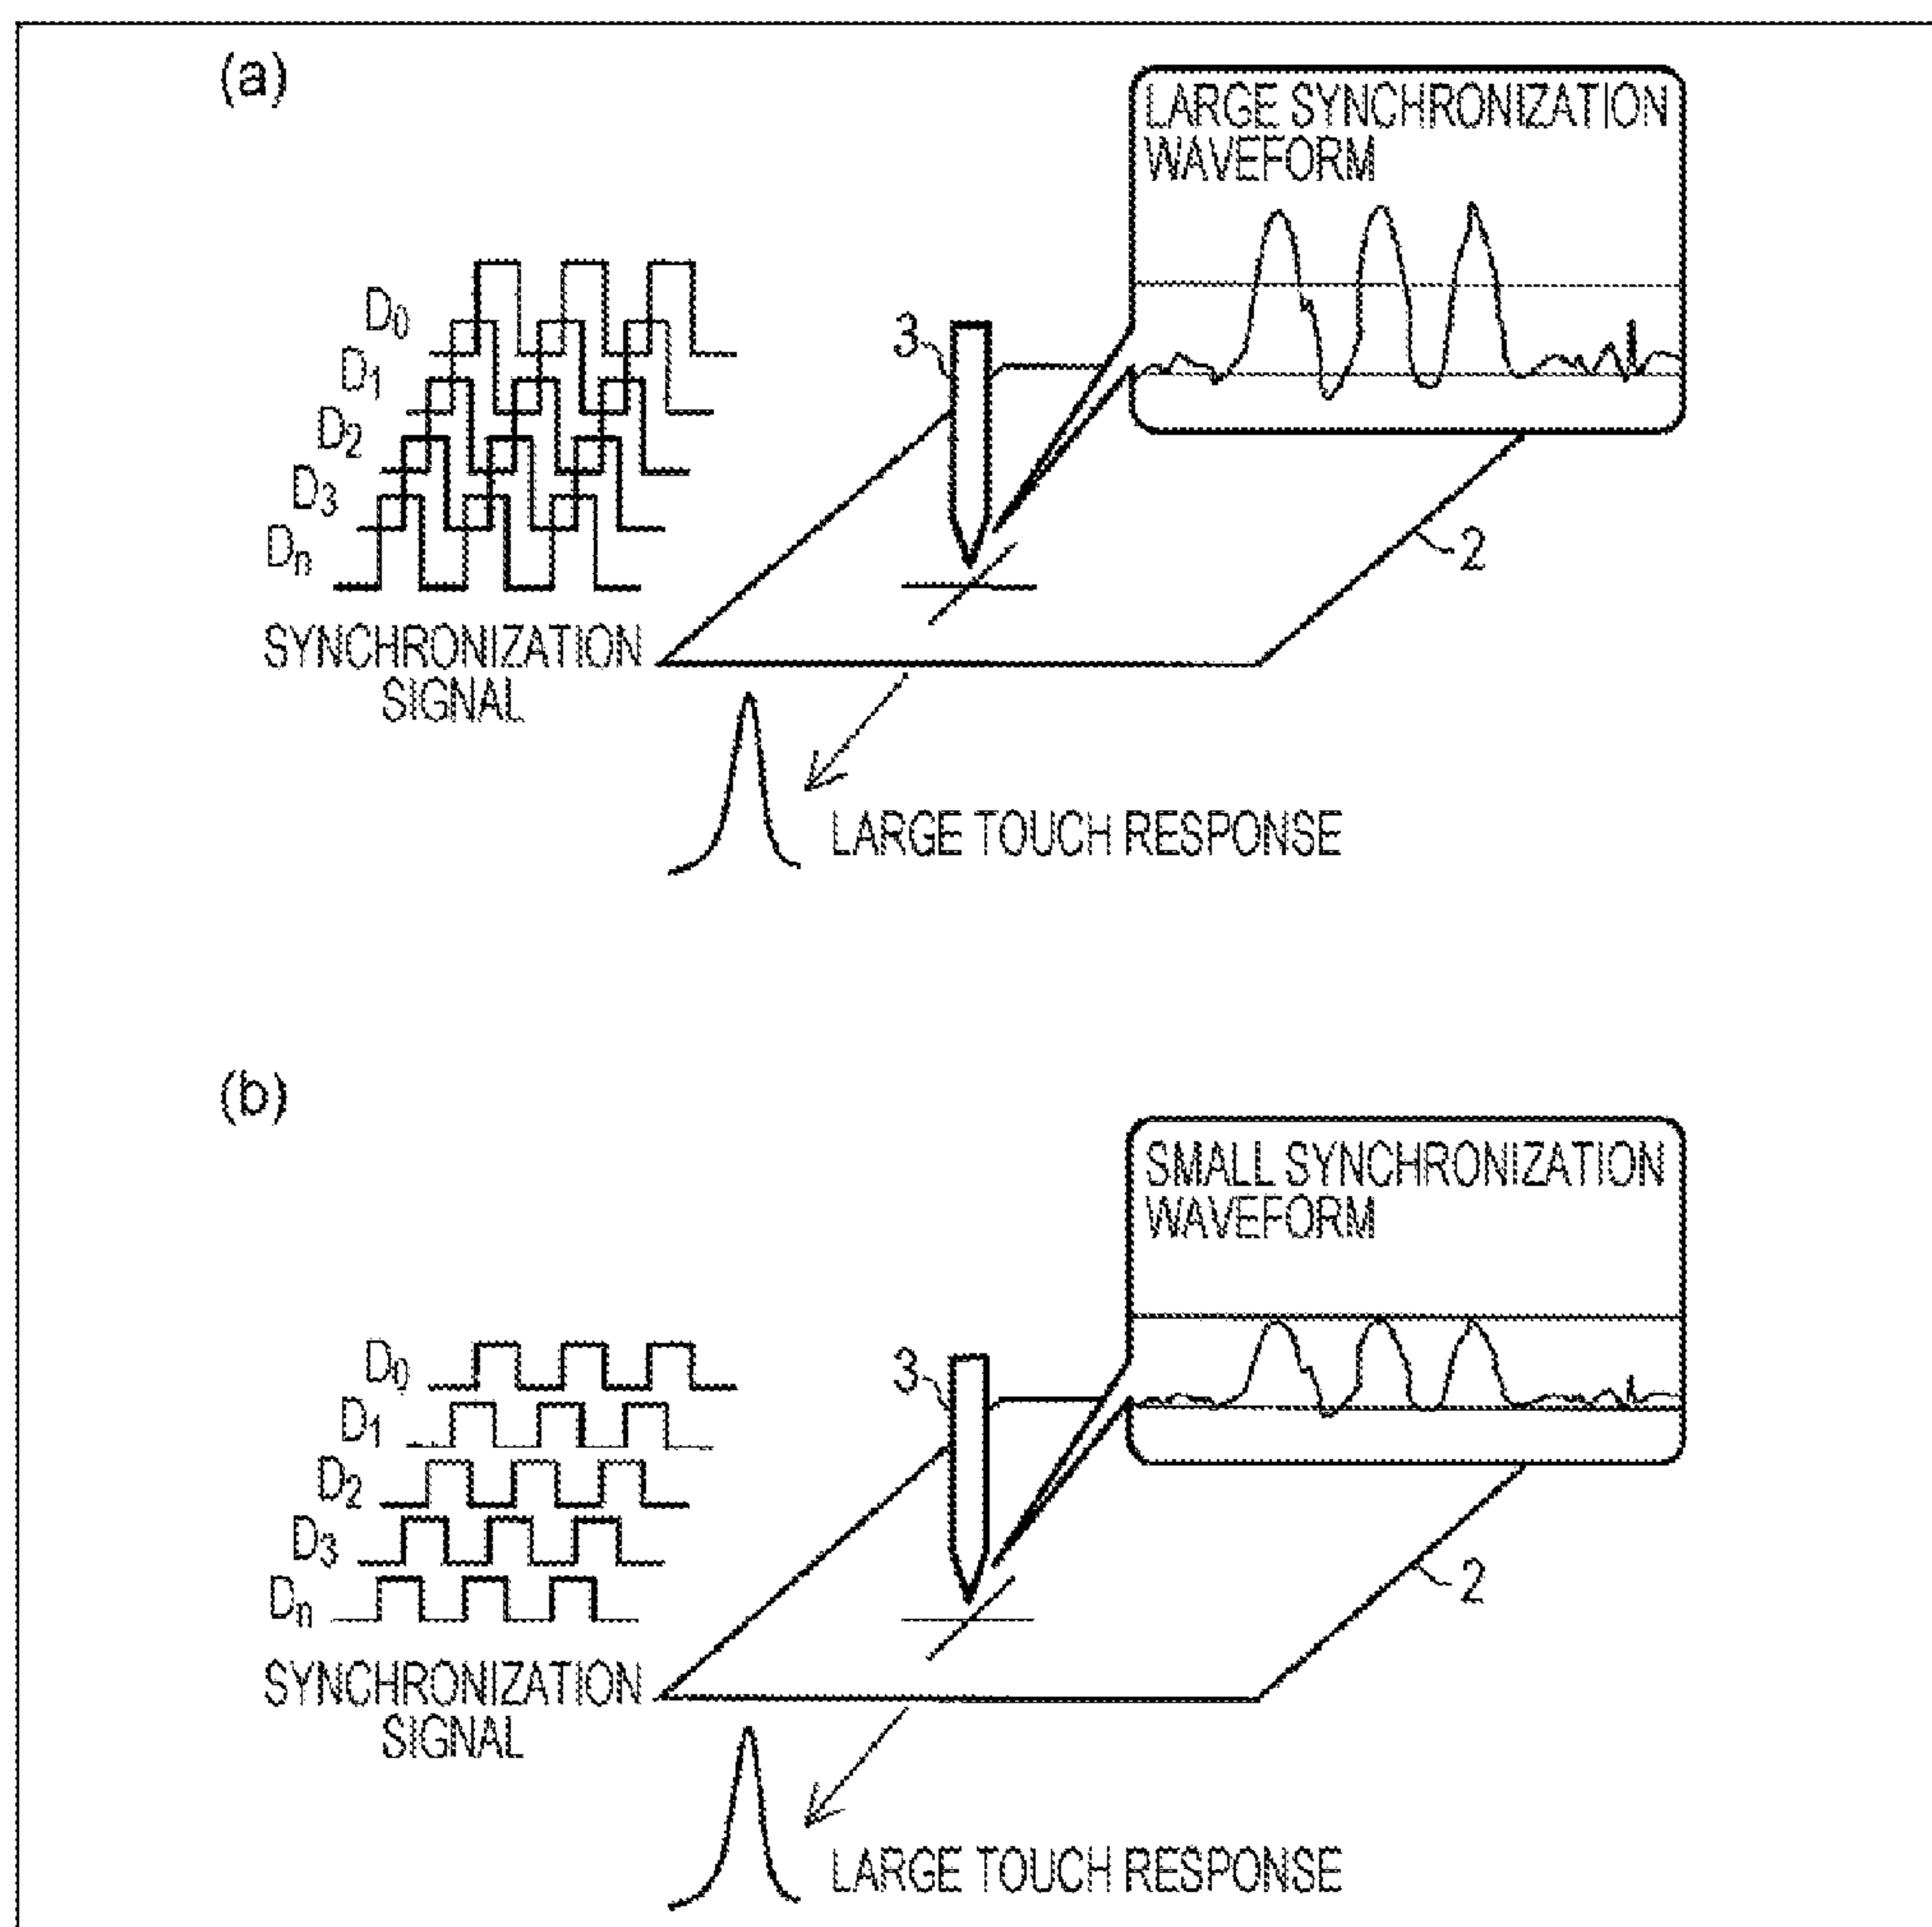 (a)
LARGE SYNCHRONIZATION
WAVEFORM
D0
D1
D2
D3
Dn
3
2
SYNCHRONIZATION
SIGNAL
LARGE TOUCH RESPONSE
(b)
SMALL SYNCHRONIZATION
WAVEFORM
D0
D1
D2
D3
Dn
3
2
SYNCHRONIZATION
SIGNAL
LARGE TOUCH RESPONSE